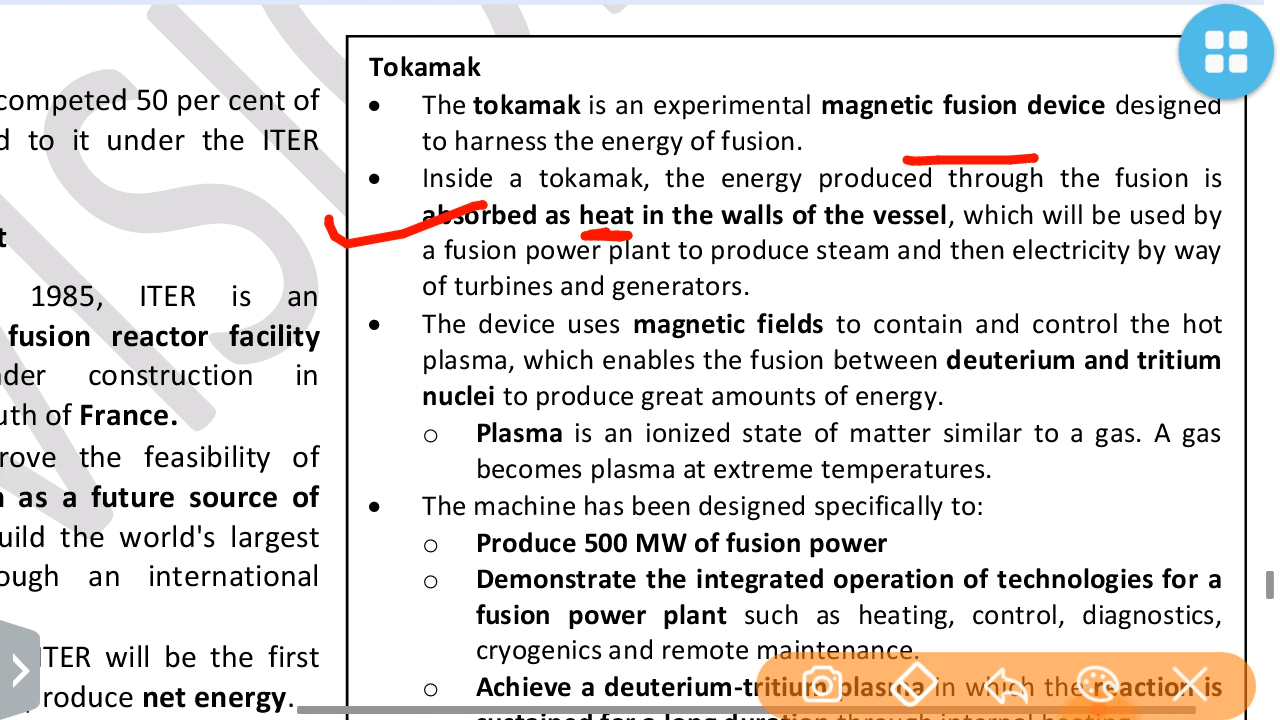 competed 50 per cent of
d to it under the ITER
t
1985, ITER is an
fusion reactor facility
nder construction in
uth of France.
rove the feasibility of
n as a future source of
uild the world's largest
ough an international
ITER will be the first
roduce net energy.
Tokamak
• The tokamak is an experimental magnetic fusion device designed
to harness the energy of fusion.
• Inside a tokamak, the energy produced through the fusion is
absorbed as heat in the walls of the vessel, which will be used by
a fusion power plant to produce steam and then electricity by way
of turbines and generators.
• The device uses magnetic fields to contain and control the hot
plasma, which enables the fusion between deuterium and tritium
nuclei to produce great amounts of energy.
o Plasma is an ionized state of matter similar to a gas. A gas
becomes plasma at extreme temperatures.
• The machine has been designed specifically to:
o Produce 500 MW of fusion power
o Demonstrate the integrated operation of technologies for a
fusion power plant such as heating, control, diagnostics,
cryogenics and remote maintenance.
o Achieve a deuterium-tritium plasma in which the reaction is
sustained for a long duration through internal heating